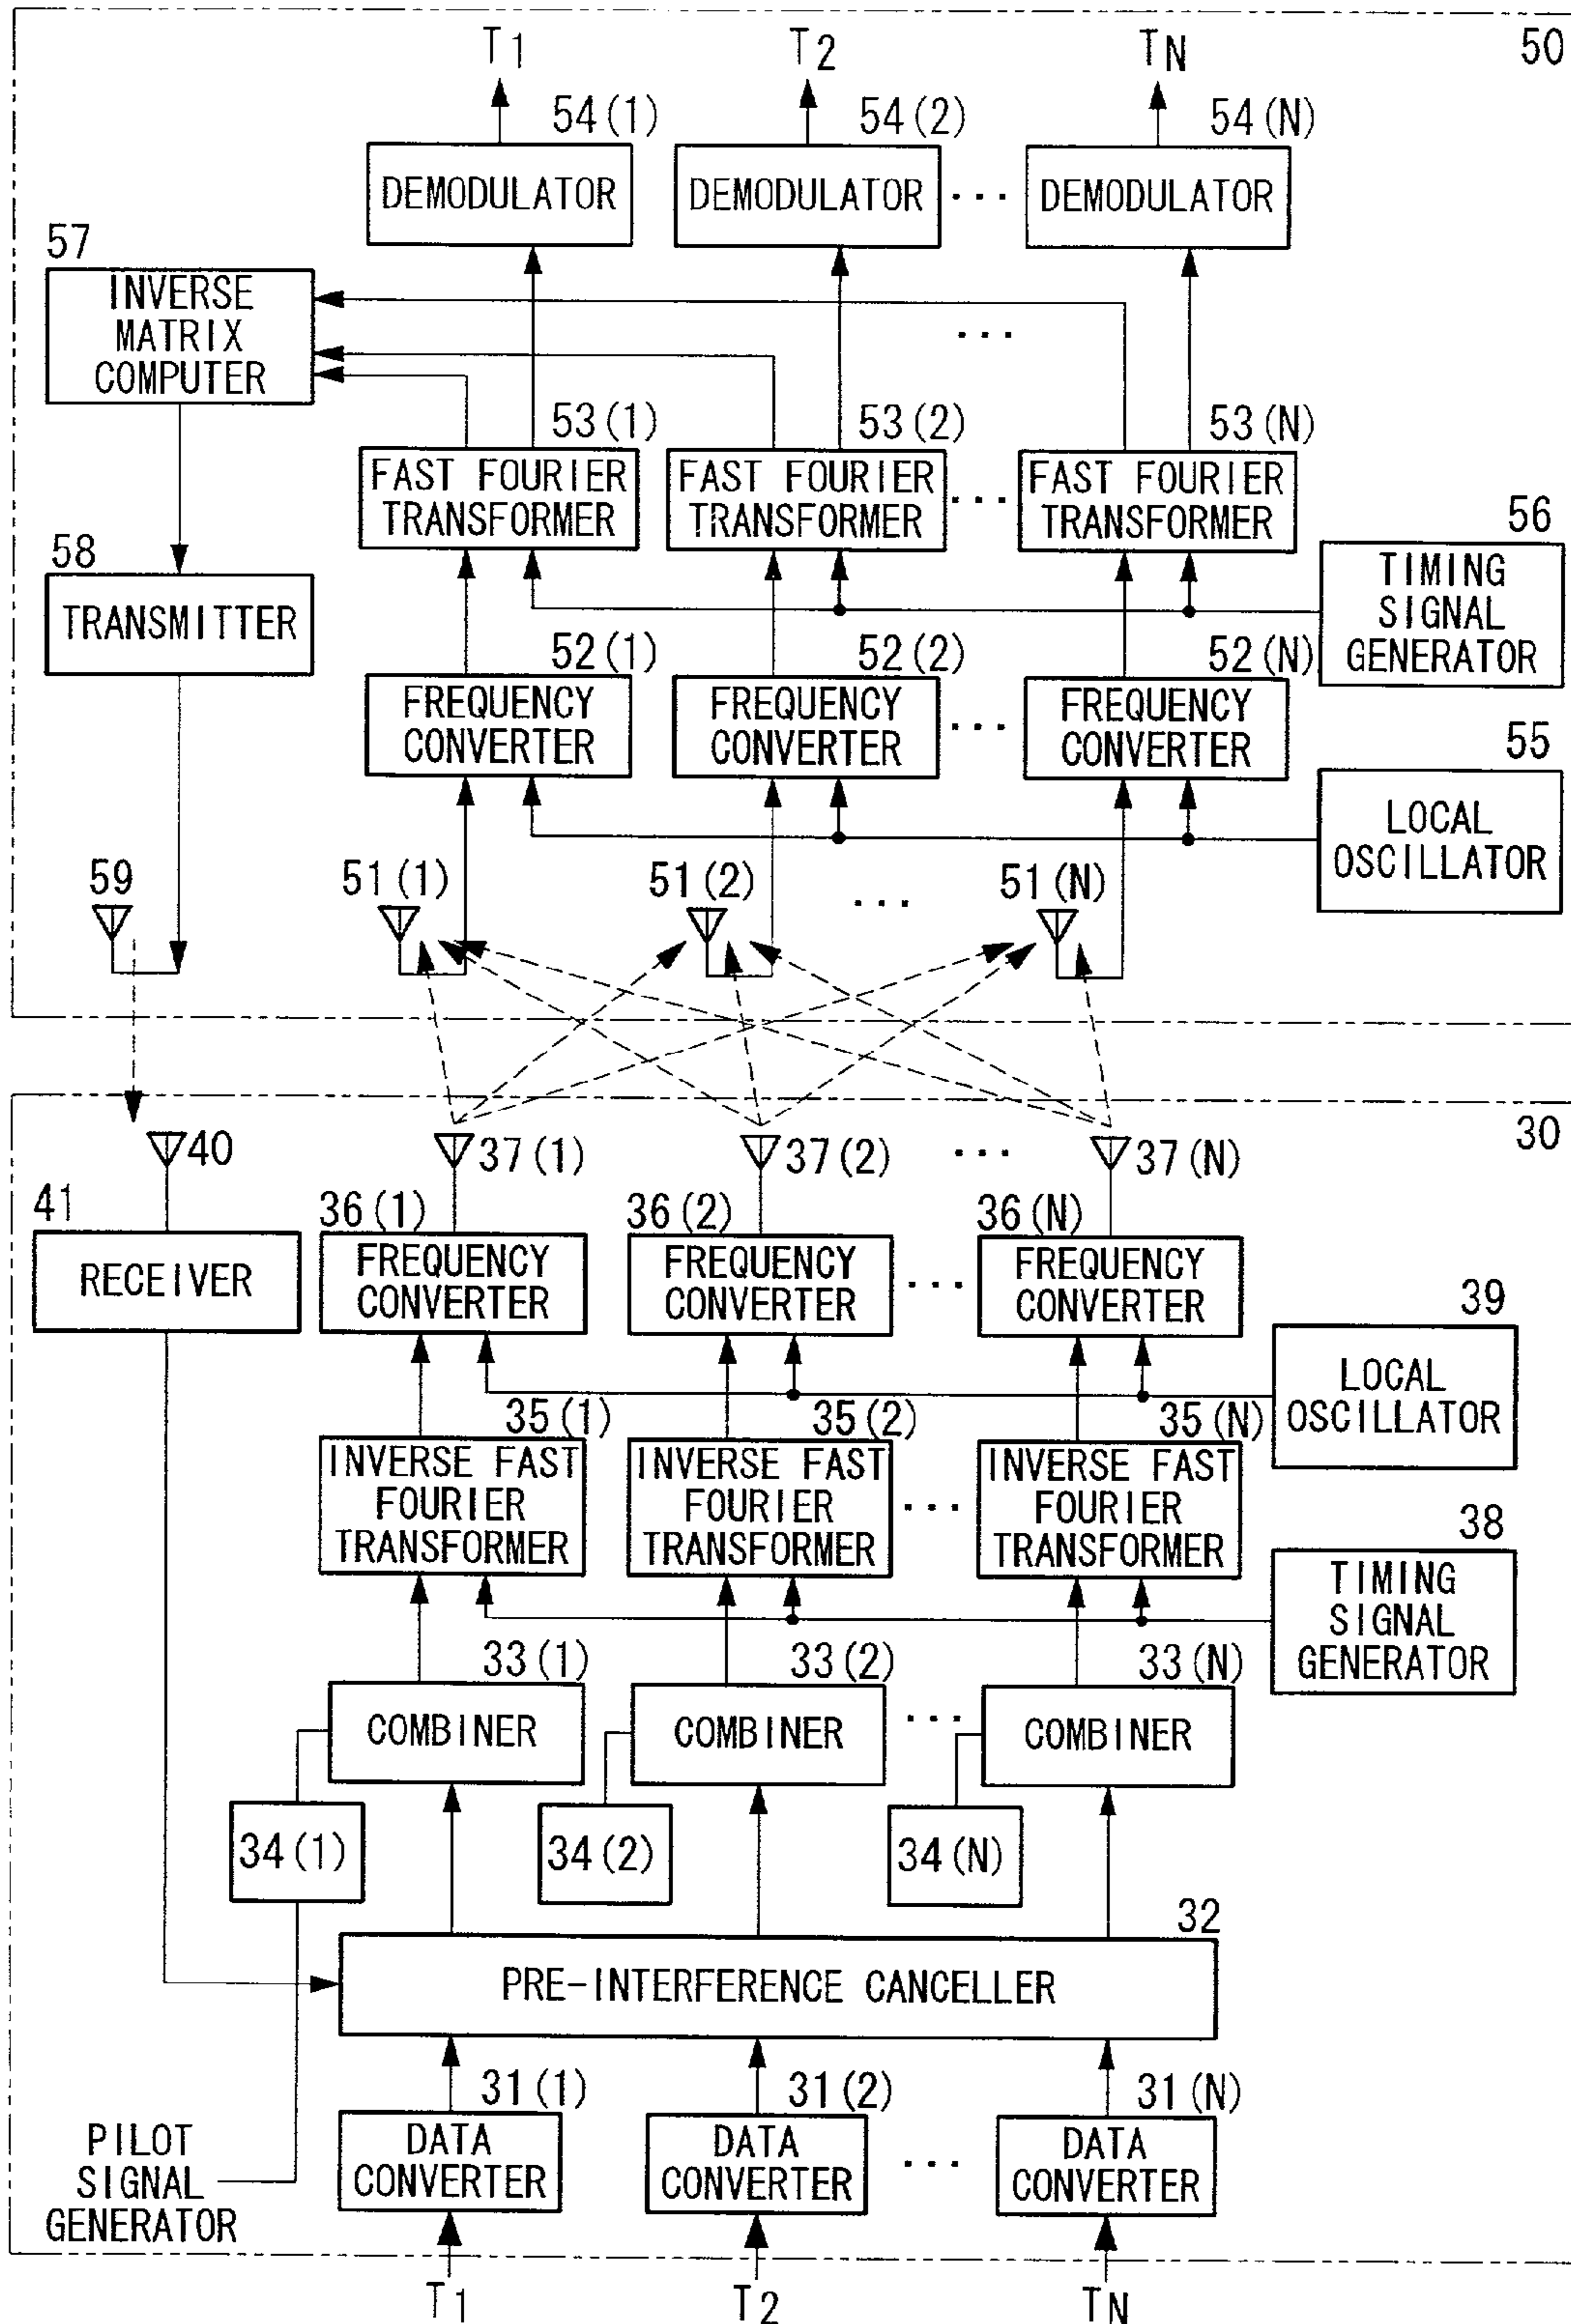 50
T1 T2 TN
54(1) 54(2) 54(N)
DEMODULATOR DEMODULATOR ... DEMODULATOR
57
INVERSE
MATRIX
COMPUTER
...
53(1) 53(2) 53(N)
FAST FOURIER
TRANSFORMER
FAST FOURIER
TRANSFORMER
...
FAST FOURIER
TRANSFORMER
56
TIMING
SIGNAL
GENERATOR
58
TRANSMITTER
52(1) 52(2) 52(N)
FREQUENCY
CONVERTER
FREQUENCY
CONVERTER
...
FREQUENCY
CONVERTER
55
LOCAL
OSCILLATOR
59 51(1) 51(2) ... 51(N)
30
40 37(1) 37(2) ... 37(N)
41
RECEIVER
36(1) 36(2) 36(N)
FREQUENCY
CONVERTER
FREQUENCY
CONVERTER
...
FREQUENCY
CONVERTER
39
LOCAL
OSCILLATOR
35(1) 35(2) 35(N)
INVERSE FAST
FOURIER
TRANSFORMER
INVERSE FAST
FOURIER
TRANSFORMER
...
INVERSE FAST
FOURIER
TRANSFORMER
38
TIMING
SIGNAL
GENERATOR
33(1) 33(2) 33(N)
COMBINER COMBINER ... COMBINER
34(1) 34(2) 34(N)
32
PRE-INTERFERENCE CANCELLER
31(1) 31(2) 31(N)
DATA
CONVERTER
DATA
CONVERTER
...
DATA
CONVERTER
PILOT
SIGNAL
GENERATOR
T1 T2 TN